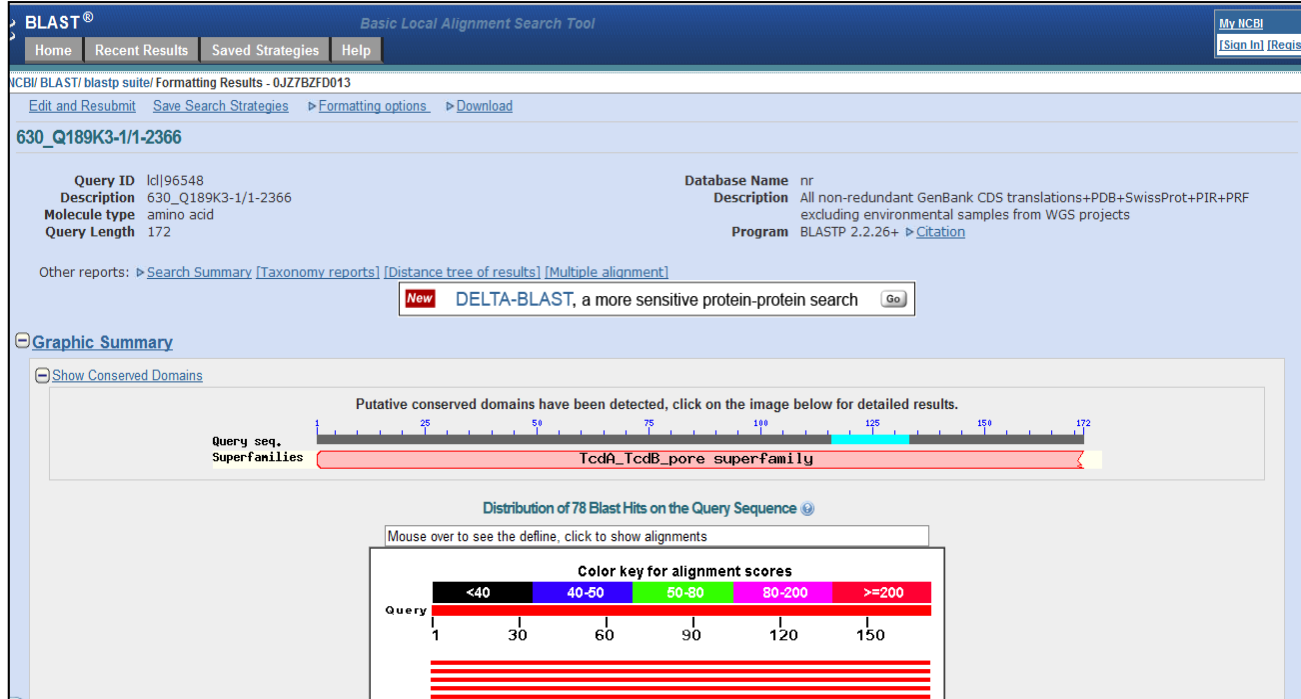 BLAST® Basic Local Alignment Search Tool My NCBI
Home Recent Results Saved Strategies Help [Sign In] [Regis
NCBI/ BLAST/ blastp suite/ Formatting Results - 0JZ7BZFD013
Edit and Resubmit Save Search Strategies Formatting options Download
630_Q189K3-1/1-2366
Query ID lcl|96548 Database Name nr
Description 630_Q189K3-1/1-2366 Description All non-redundant GenBank CDS translations+PDB+SwissProt+PIR+PRF
Molecule type amino acid excluding environmental samples from WGS projects
Query Length 172 Program BLASTP 2.2.26+ Citation
Other reports: Search Summary [Taxonomy reports] [Distance tree of results] [Multiple alignment]
New DELTA-BLAST, a more sensitive protein-protein search Go
Graphic Summary
Show Conserved Domains
Putative conserved domains have been detected, click on the image below for detailed results.
1 25 50 75 100 125 150 172
Query seq.
Superfamilies TcdA_TcdB_pore superfamily
Distribution of 78 Blast Hits on the Query Sequence
Mouse over to see the defline, click to show alignments
Color key for alignment scores
<40 40-50 50-80 80-200 >=200
Query
1 30 60 90 120 150